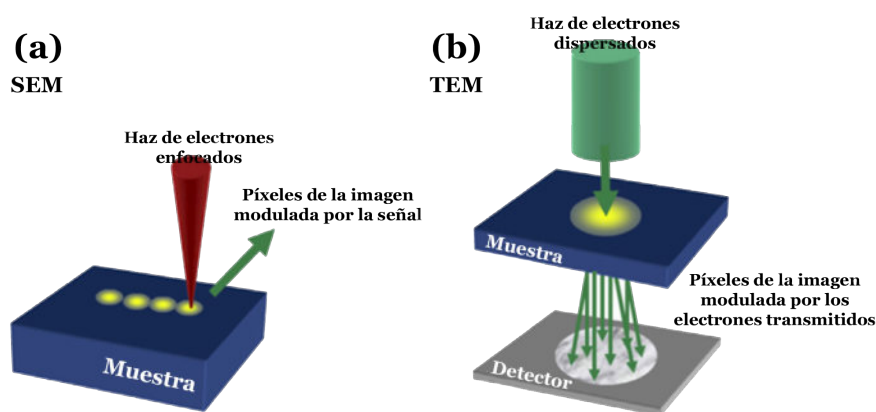 (a)
SEM
Haz de electrones
enfocados
Píxeles de la imagen
modulada por la señal
Muestra
(b)
TEM
Haz de electrones
dispersados
Muestra
Píxeles de la imagen
modulada por los
electrones transmitidos
Detector